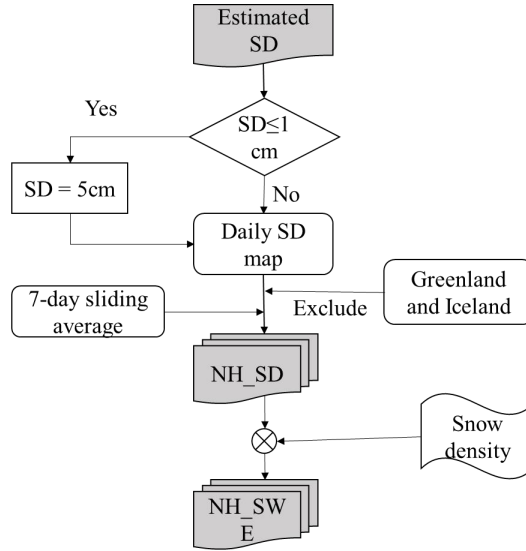 Estimated
SD
Yes
SD≤1
cm
SD = 5cm
No
Daily SD
map
7-day sliding
average
Exclude
Greenland
and Iceland
NH_SD
Snow
density
NH_SW
_
E